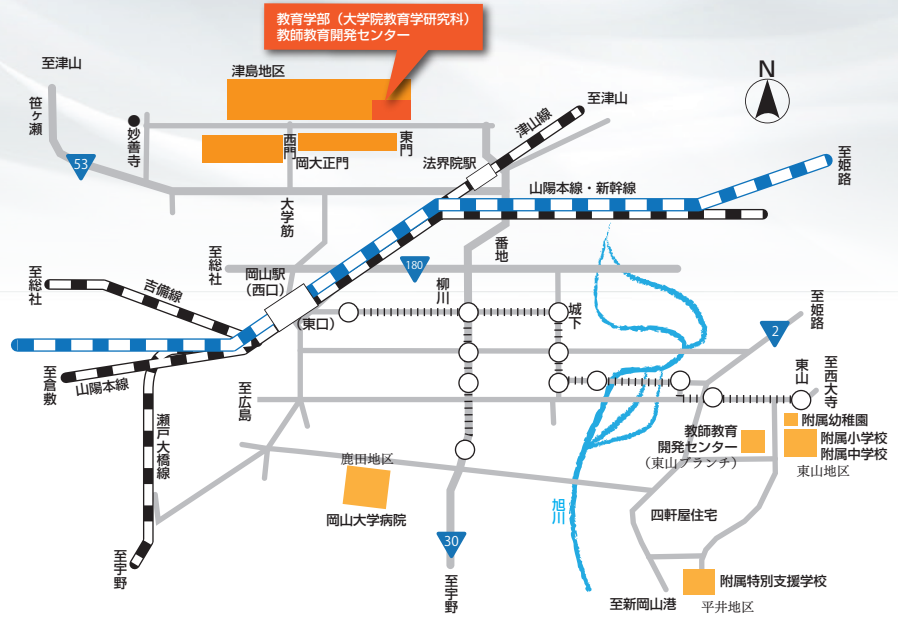 教育学部（大学院教育学研究科）
教師教育開発センター
至津山
津島地区
笹ヶ瀬
妙善寺
53
西門
岡大正門
東門
法界院駅
津山線
至津山
N
山陽本線・新幹線
至姫路
大学筋
番地
至総社
180
岡山駅
（西口）
（東口）
柳川
城下
至総社
吉備線
至姫路
2
至倉敷
山陽本線
至広島
東山
至西大寺
瀬戸大橋線
附属幼稚園
附属小学校
附属中学校
東山地区
教師教育
開発センター
（東山ブランチ）
鹿田地区
岡山大学病院
旭川
四軒屋住宅
30
至宇野
至宇野
附属特別支援学校
平井地区
至新岡山港